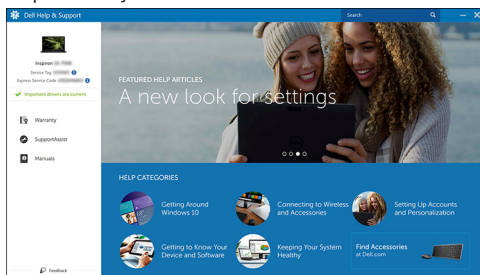 Dell Help & Support
Search
Inspiron
Service Tag
Express Service Code
Important drivers are current
Warranty
SupportAssist
Manuals
Feedback
FEATURED HELP ARTICLES
A new look for settings
HELP CATEGORIES
Getting Around
Windows 10
Connecting to Wireless
and Accessories
Setting Up Accounts
and Personalization
Getting to Know Your
Device and Software
Keeping Your System
Healthy
Find Accessories
at Dell.com